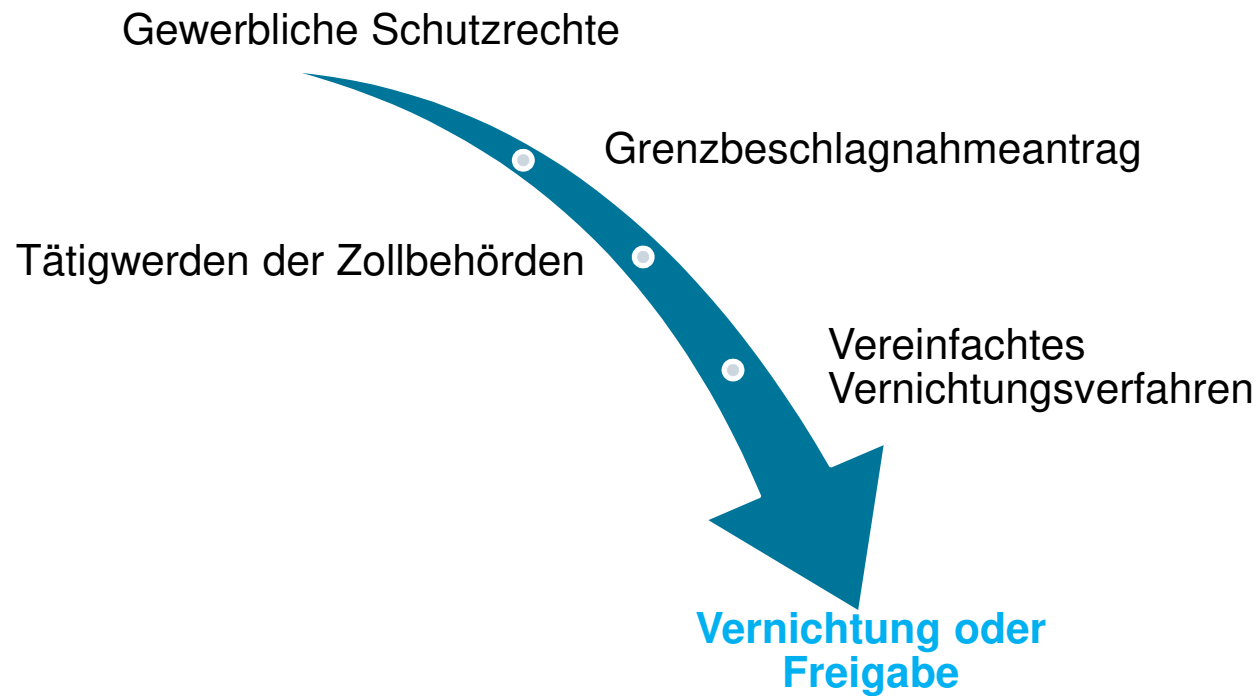 Gewerbliche Schutzrechte
Grenzbeschlagnahmeantrag
Tätigwerden der Zollbehörden
Vereinfachtes
Vernichtungsverfahren
Vernichtung oder
Freigabe